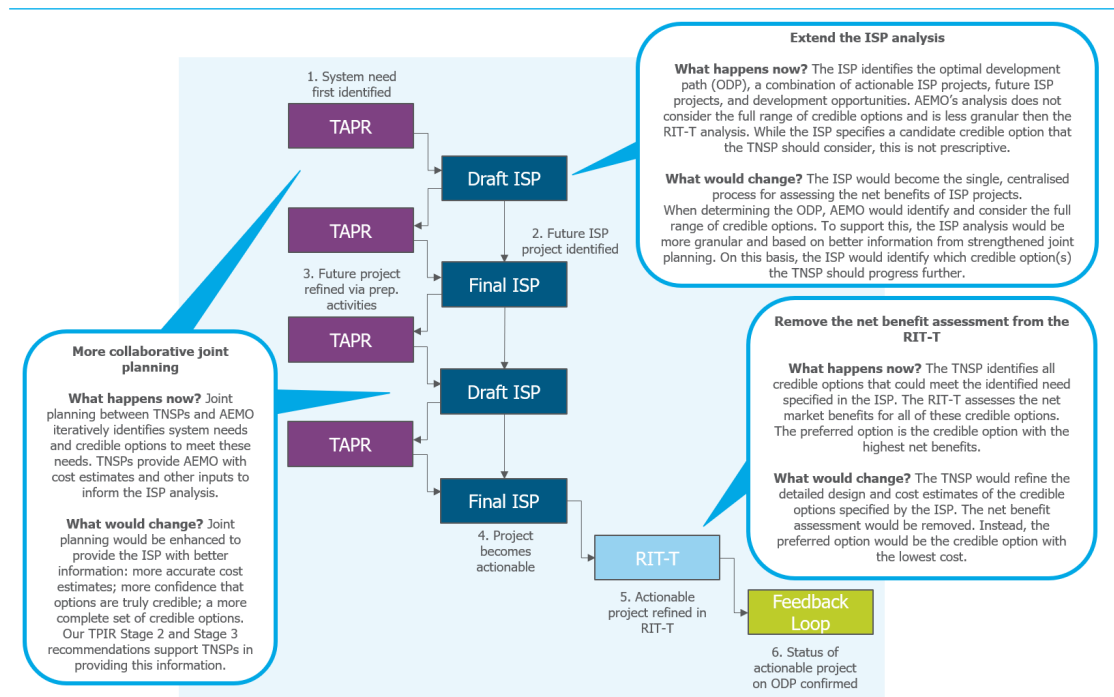 1. System need
first identified
TAPR
Draft ISP
TAPR
2. Future ISP
project identified
3. Future project
refined via prep.
activities
Final ISP
TAPR
Draft ISP
TAPR
Final ISP
4. Project
becomes
actionable
RIT-T
5. Actionable
project refined in
RIT-T
Feedback
Loop
6. Status of
actionable project
on ODP confirmed
Extend the ISP analysis
What happens now? The ISP identifies the optimal development
path (ODP), a combination of actionable ISP projects, future ISP
projects, and development opportunities. AEMO's analysis does not
consider the full range of credible options and is less granular then the
RIT-T analysis. While the ISP specifies a candidate credible option that
the TNSP should consider, this is not prescriptive.
What would change? The ISP would become the single, centralised
process for assessing the net benefits of ISP projects.
When determining the ODP, AEMO would identify and consider the full
range of credible options. To support this, the ISP analysis would be
more granular and based on better information from strengthened joint
planning. On this basis, the ISP would identify which credible option(s)
the TNSP should progress further.
Remove the net benefit assessment from the
RIT-T
What happens now? The TNSP identifies all
credible options that could meet the identified need
specified in the ISP. The RIT-T assesses the net
market benefits for all of these credible options.
The preferred option is the credible option with the
highest net benefits.
What would change? The TNSP would refine the
detailed design and cost estimates of the credible
options specified by the ISP. The net benefit
assessment would be removed. Instead, the
preferred option would be the credible option with
the lowest cost.
More collaborative joint
planning
What happens now? Joint
planning between TNSPs and AEMO
iteratively identifies system needs
and credible options to meet these
needs. TNSPs provide AEMO with
cost estimates and other inputs to
inform the ISP analysis.
What would change? Joint
planning would be enhanced to
provide the ISP with better
information: more accurate cost
estimates; more confidence that
options are truly credible; a more
complete set of credible options.
Our TPIR Stage 2 and Stage 3
recommendations support TNSPs in
providing this information.